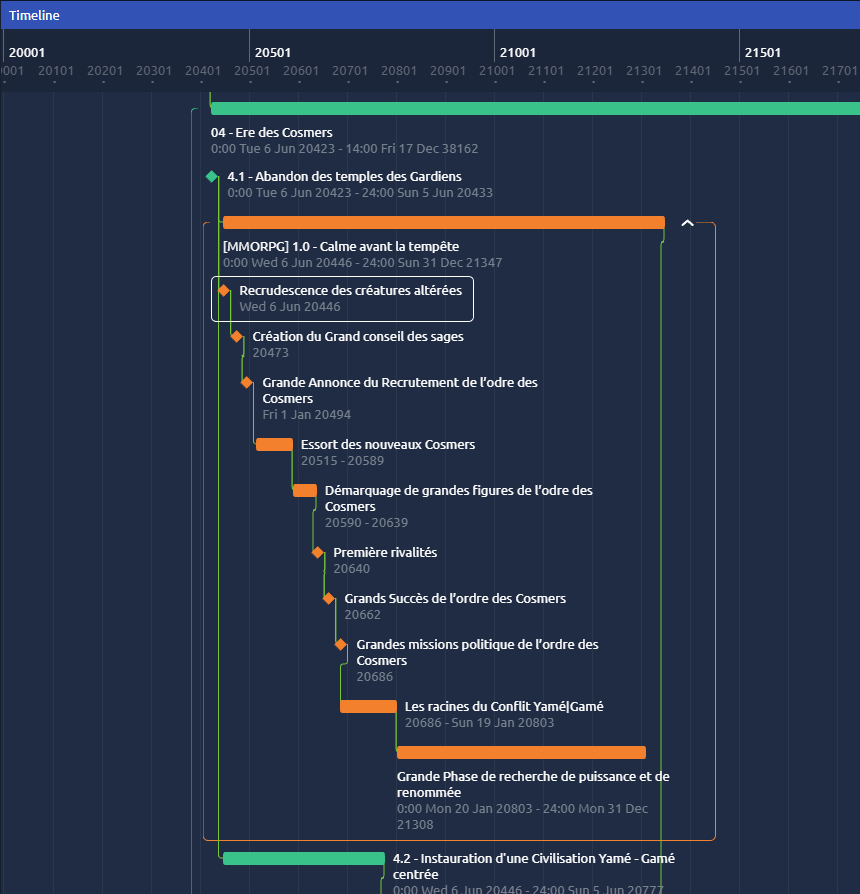 Timeline
20001 20501 21001 21501
001 20101 20201 20301 20401 20501 20601 20701 20801 20901 21001 21101 21201 21301 21401 21501 21601 21701
04 - Ere des Cosmers
0:00 Tue 6 Jun 20423 - 14:00 Fri 17 Dec 38162
4.1 - Abandon des temples des Gardiens
0:00 Tue 6 Jun 20423 - 24:00 Sun 5 Jun 20433
[MMORPG] 1.0 - Calme avant la tempête
0:00 Wed 6 Jun 20446 - 24:00 Sun 31 Dec 21347
Recrudescence des créatures altérées
Wed 6 Jun 20446
Création du Grand conseil des sages
20473
Grande Annonce du Recrutement de l'odre des
Cosmers
Fri 1 Jan 20494
Essort des nouveaux Cosmers
20515 - 20589
Démarquage de grandes figures de l'odre des
Cosmers
20590 - 20639
Première rivalités
20640
Grands Succès de l'ordre des Cosmers
20662
Grandes missions politique de l'ordre des
Cosmers
20686
Les racines du Conflit Yamé|Gamé
20686 - Sun 19 Jan 20803
Grande Phase de recherche de puissance et de
renommée
0:00 Mon 20 Jan 20803 - 24:00 Mon 31 Dec
21308
4.2 - Instauration d'une Civilisation Yamé - Gamé
centrée
0:00 Wed 6 Jun 20446 - 24:00 Sun 5 Jun 20777